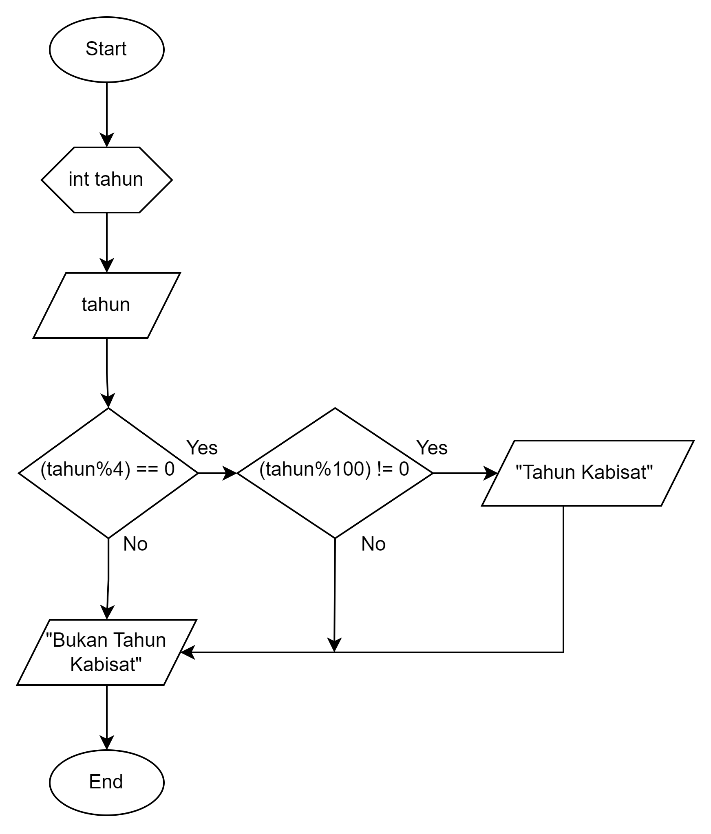 Start
int tahun
tahun
(tahun%4) == 0
Yes
(tahun%100) != 0
Yes
"Tahun Kabisat"
No
No
"Bukan Tahun
Kabisat"
End